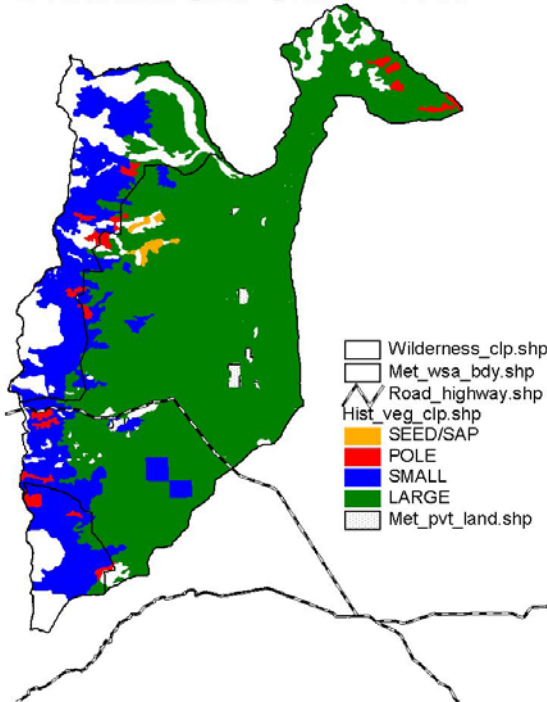 Wilderness_clp.shp
Met_wsa_bdy.shp
Road_highway.shp
Hist_veg_clp.shp
SEED/SAP
POLE
SMALL
LARGE
Met_pvt_land.shp